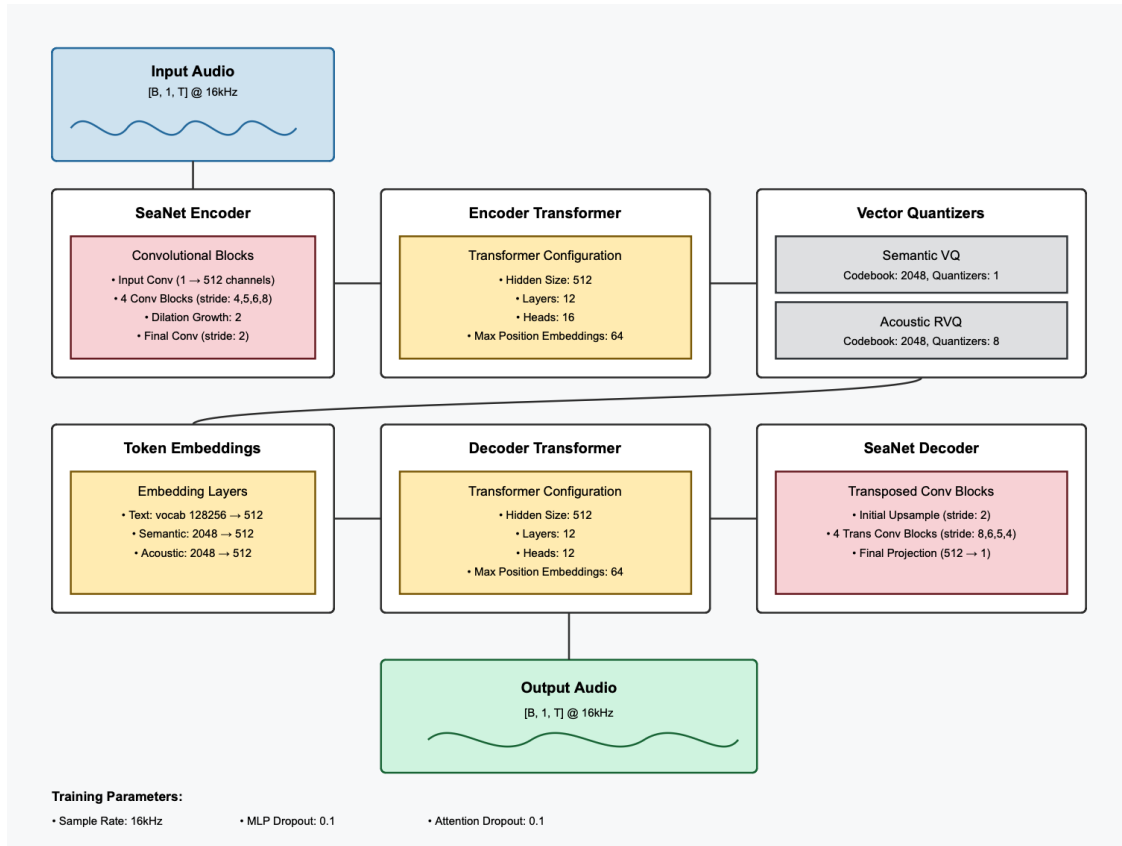 Input Audio
[B, 1, T] @ 16kHz
SeaNet Encoder
Convolutional Blocks
• Input Conv (1 → 512 channels)
• 4 Conv Blocks (stride: 4,5,6,8)
• Dilation Growth: 2
• Final Conv (stride: 2)
Encoder Transformer
Transformer Configuration
• Hidden Size: 512
• Layers: 12
• Heads: 16
• Max Position Embeddings: 64
Vector Quantizers
Semantic VQ
Codebook: 2048, Quantizers: 1
Acoustic RVQ
Codebook: 2048, Quantizers: 8
Token Embeddings
Embedding Layers
• Text: vocab 128256 → 512
• Semantic: 2048 → 512
• Acoustic: 2048 → 512
Decoder Transformer
Transformer Configuration
• Hidden Size: 512
• Layers: 12
• Heads: 12
• Max Position Embeddings: 64
SeaNet Decoder
Transposed Conv Blocks
• Initial Upsample (stride: 2)
• 4 Trans Conv Blocks (stride: 8,6,5,4)
• Final Projection (512 → 1)
Output Audio
[B, 1, T] @ 16kHz
Training Parameters:
• Sample Rate: 16kHz
• MLP Dropout: 0.1
• Attention Dropout: 0.1